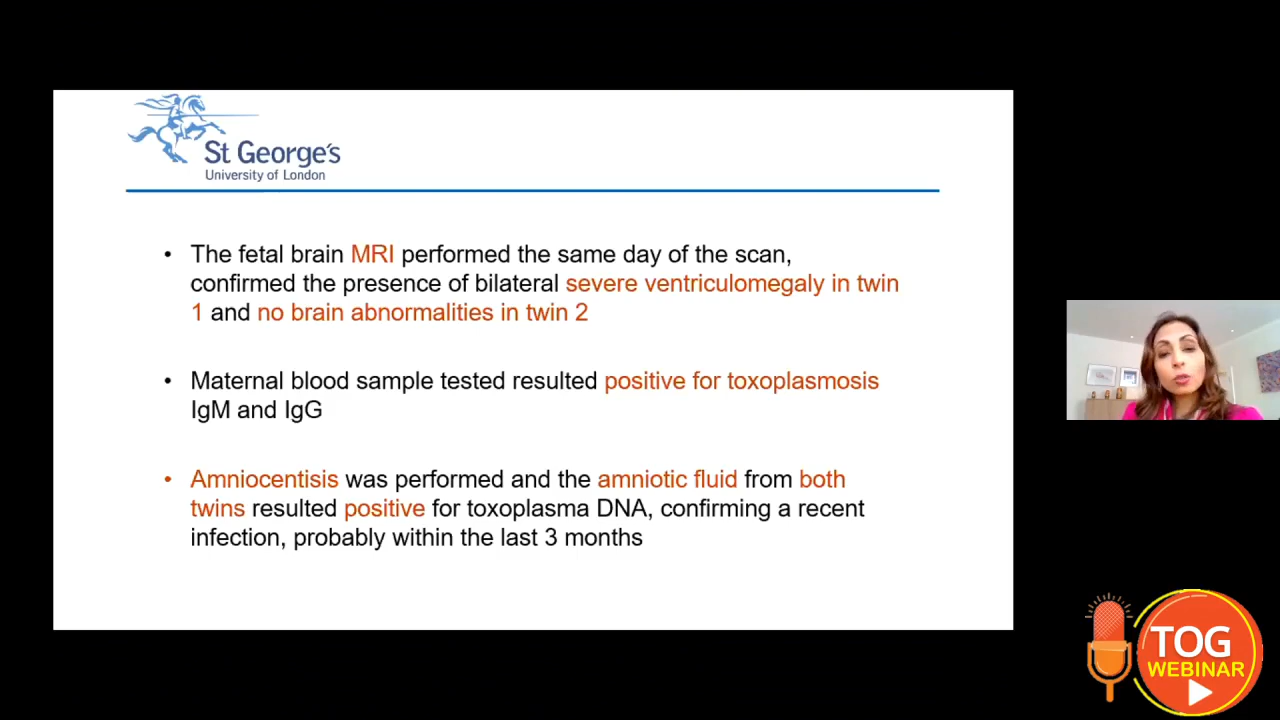 St George's
University of London
• The fetal brain MRI performed the same day of the scan,
confirmed the presence of bilateral severe ventriculomegaly in twin
1 and no brain abnormalities in twin 2
• Maternal blood sample tested resulted positive for toxoplasmosis
IgM and IgG
• Amniocentisis was performed and the amniotic fluid from both
twins resulted positive for toxoplasma DNA, confirming a recent
infection, probably within the last 3 months
TOG
WEBINAR